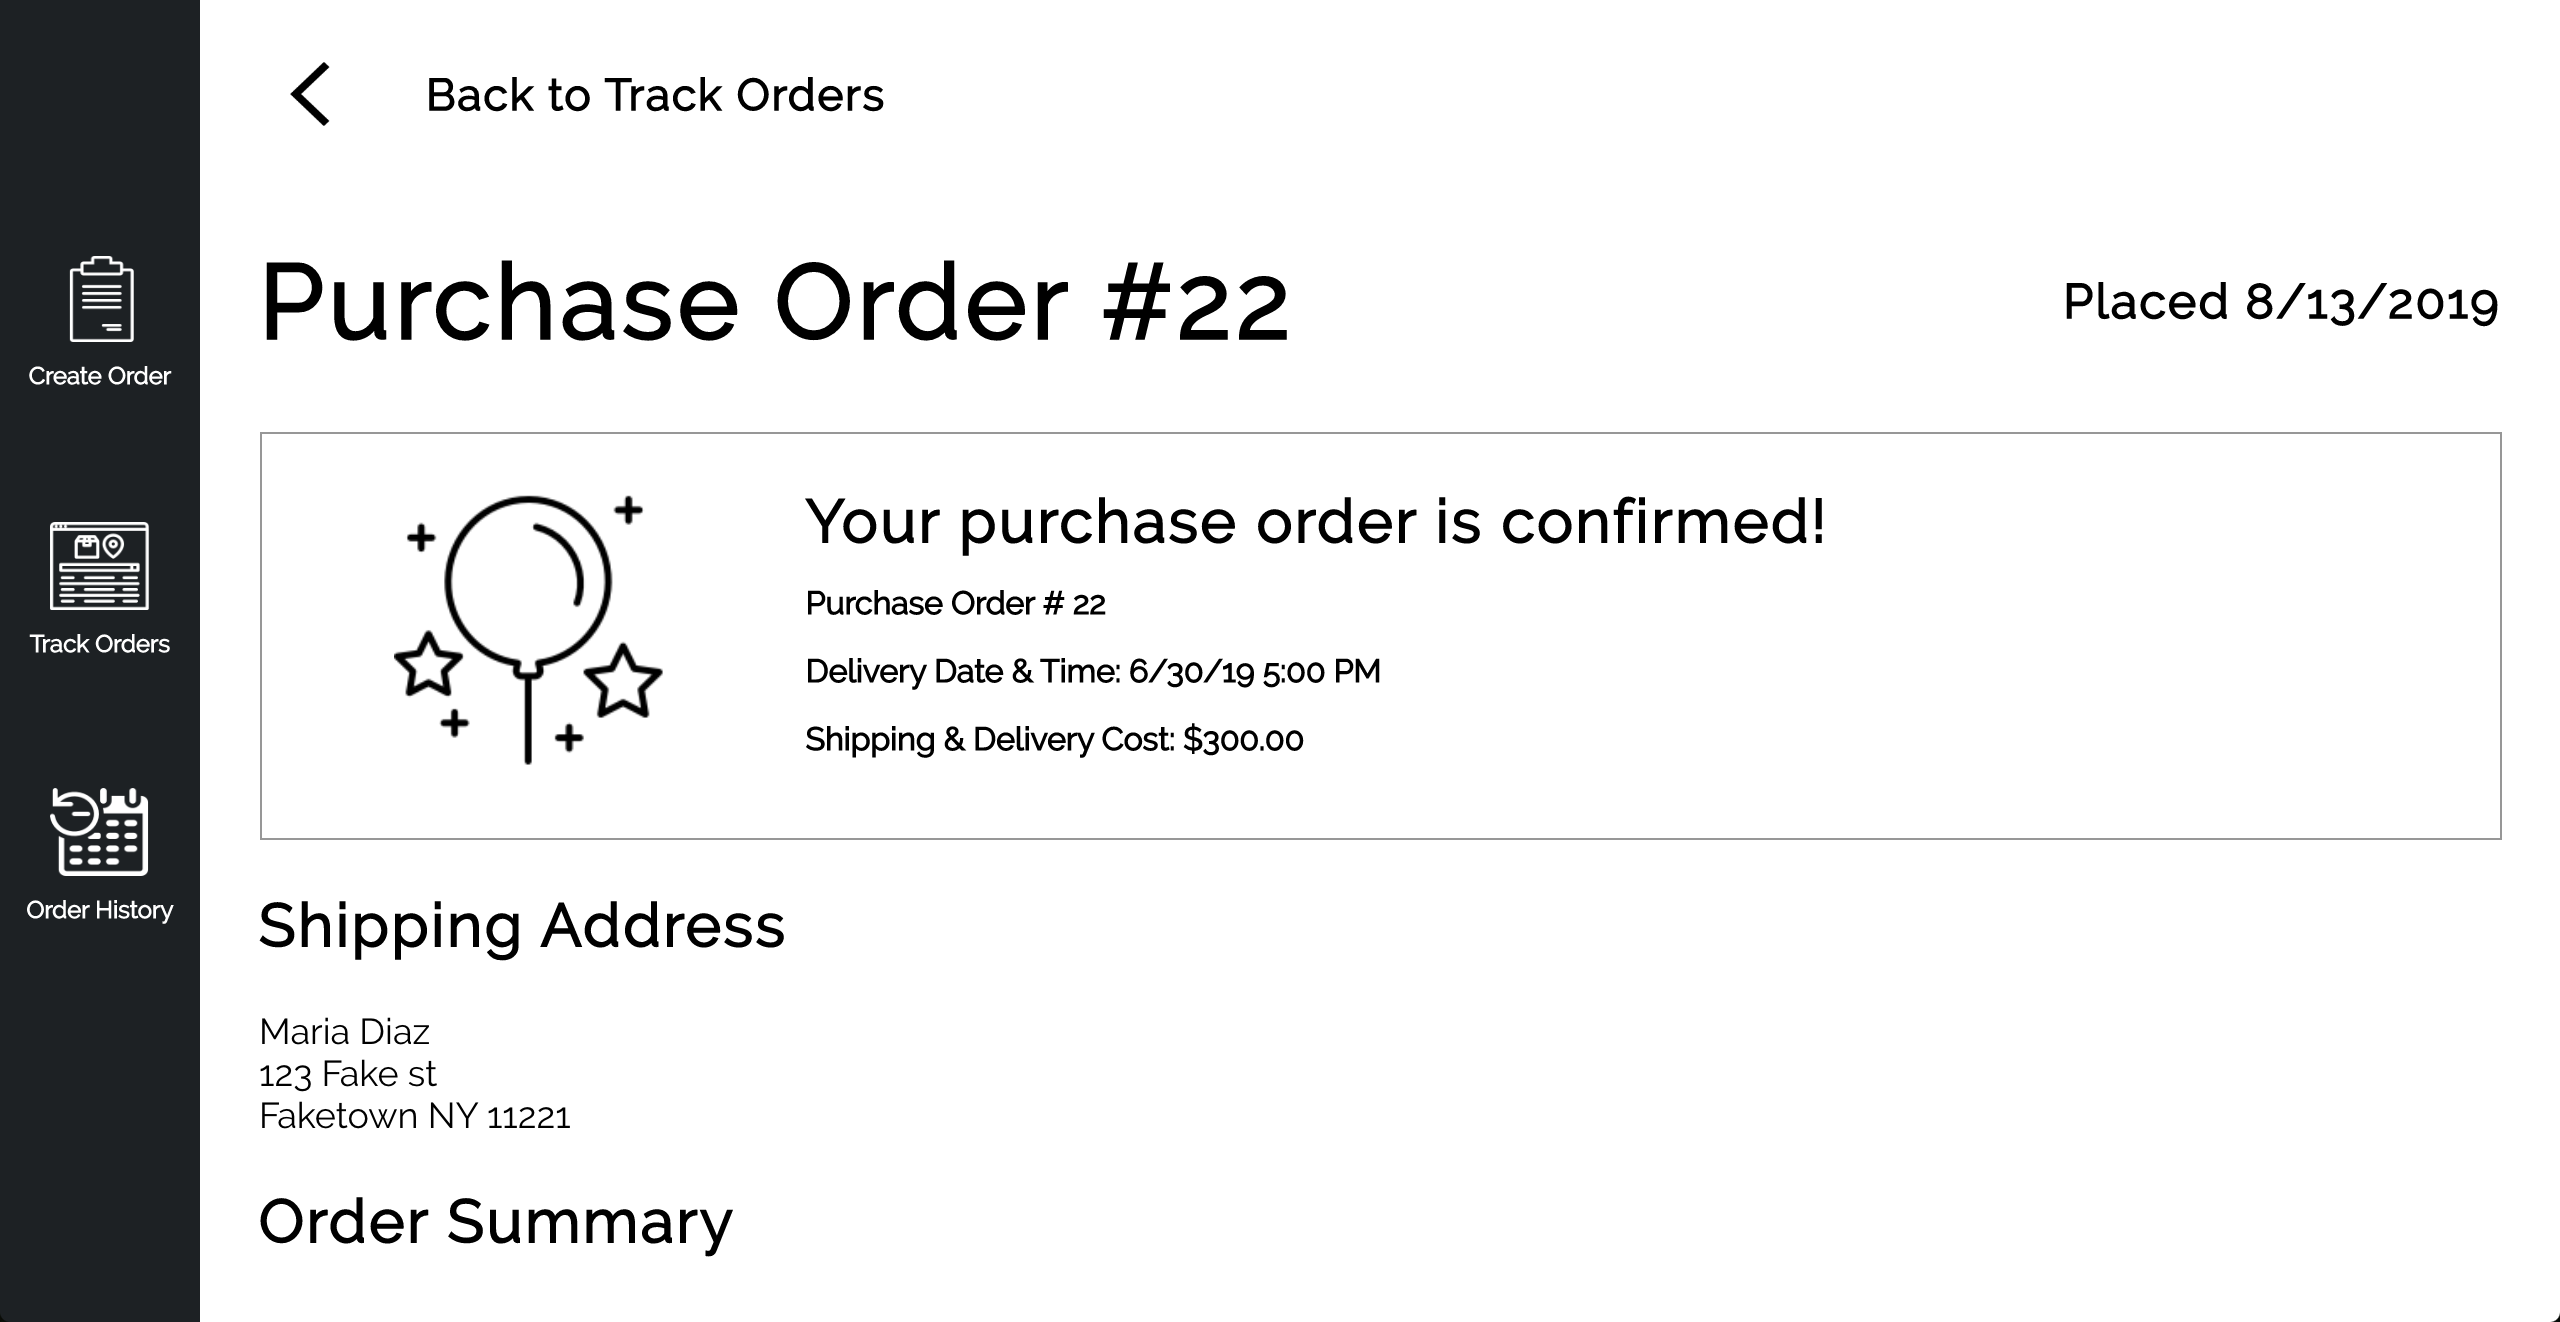 Back to Track Orders
Purchase Order #22
Placed 8/13/2019
Create Order
Track Orders
Order History
Your purchase order is confirmed!
Purchase Order # 22
Delivery Date & Time: 6/30/19 5:00 PM
Shipping & Delivery Cost: $300.00
Shipping Address
Maria Diaz
123 Fake st
Faketown NY 11221
Order Summary